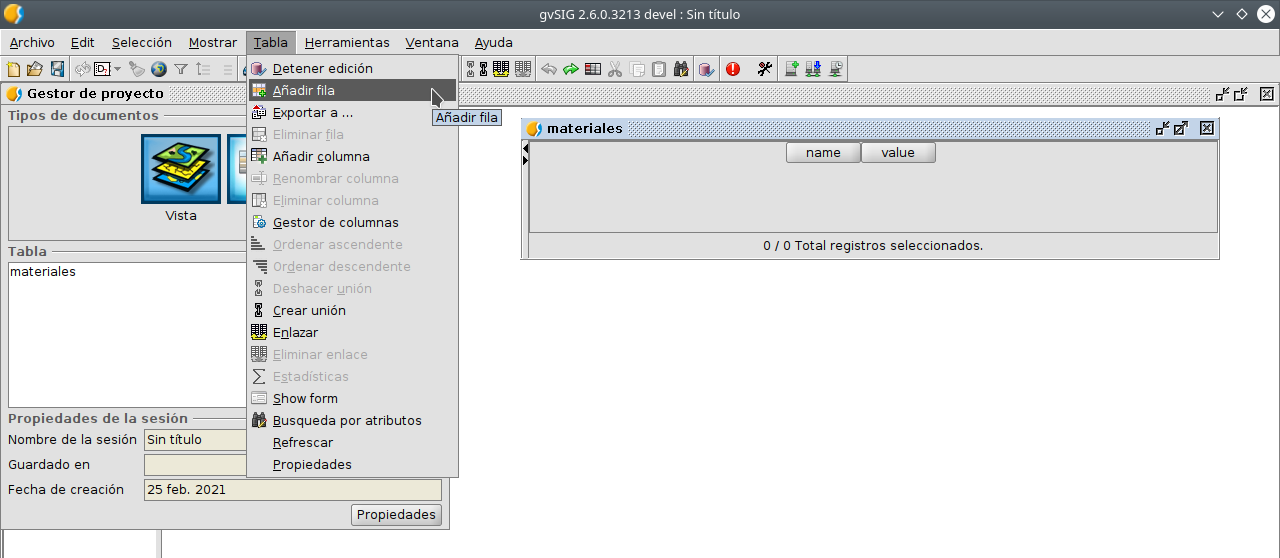 gvSIG 2.6.0.3213 devel : Sin título
Archivo Edit Selección Mostrar Tabla Herramientas Ventana Ayuda
Gestor de proyecto
Tipos de documentos
Vista
Tabla
materiales
Propiedades de la sesión
Nombre de la sesión Sin título
Guardado en
Fecha de creación 25 feb. 2021
Propiedades
Detener edición
Añadir fila
Exportar a ...
Eliminar fila
Añadir columna
Renombrar columna
Eliminar columna
Gestor de columnas
Ordenar ascendente
Ordenar descendente
Deshacer unión
Crear unión
Enlazar
Eliminar enlace
Estadísticas
Show form
Busqueda por atributos
Refrescar
Propiedades
Añadir fila
materiales
name value
0 / 0 Total registros seleccionados.